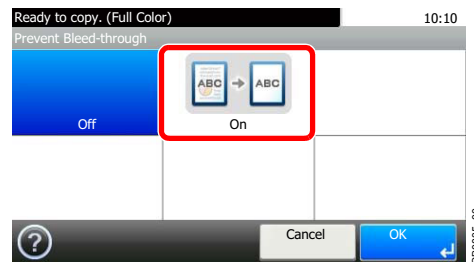 Ready to copy. (Full Color) 10:10
Prevent Bleed-through
ABC ABC
Off On
? Cancel OK